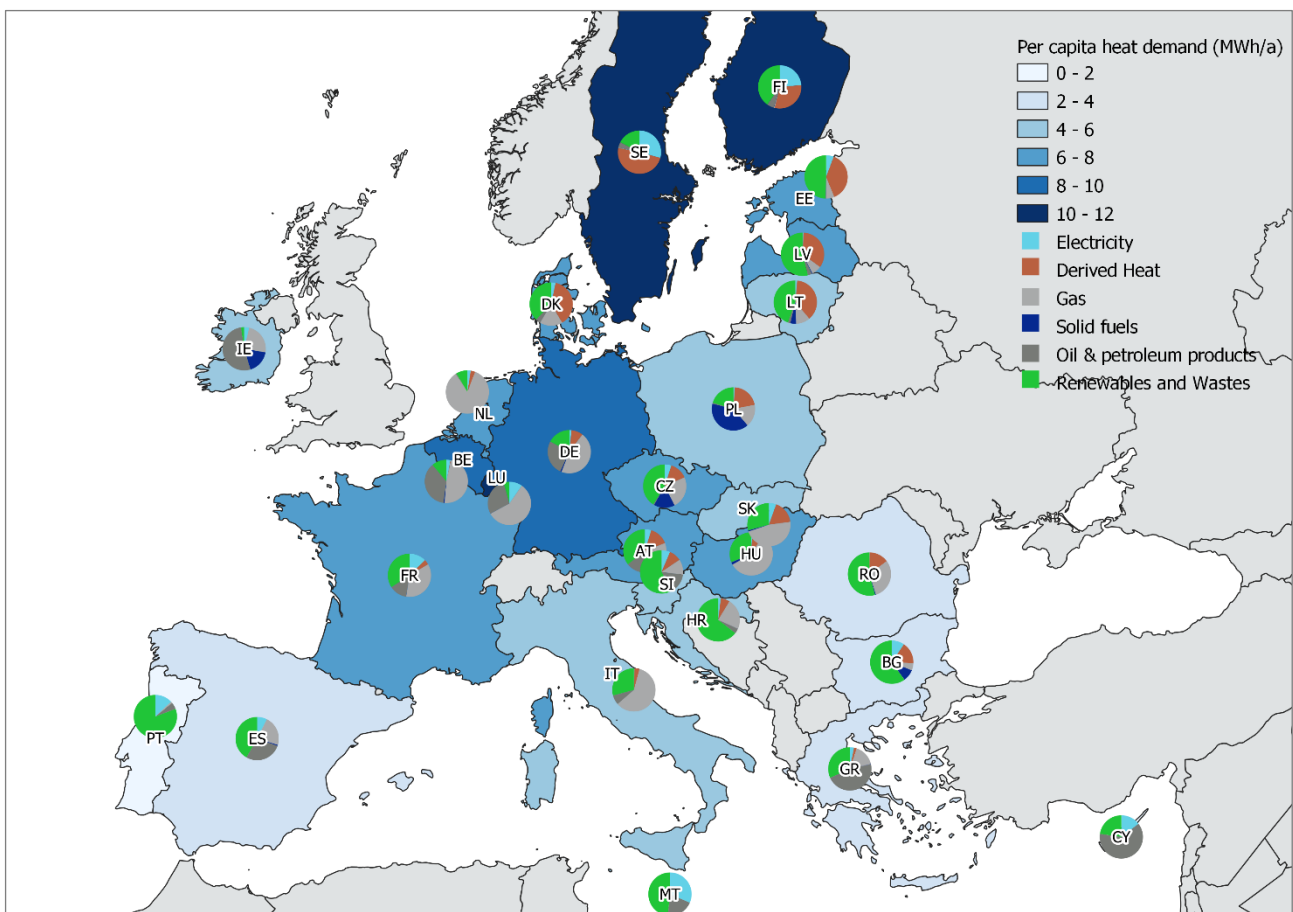 Per capita heat demand (MWh/a)
0 - 2
2 - 4
4 - 6
6 - 8
8 - 10
10 - 12
Electricity
Derived Heat
Gas
Solid fuels
Oil & petroleum products
Renewables and Wastes
FI
SE
EE
LV
LT
DK
IE
NL
PL
DE
BE
LU
CZ
SK
AT
HU
SI
FR
RO
HR
BG
IT
PT
ES
GR
CY
MT